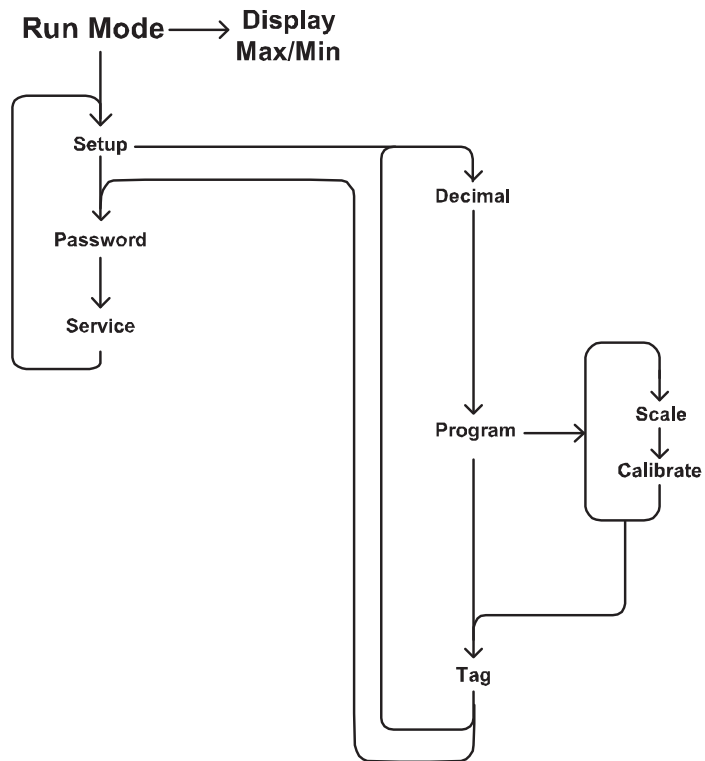 Run Mode
Display
Max/Min
Setup
Decimal
Password
Service
Scale
Program
Calibrate
Tag